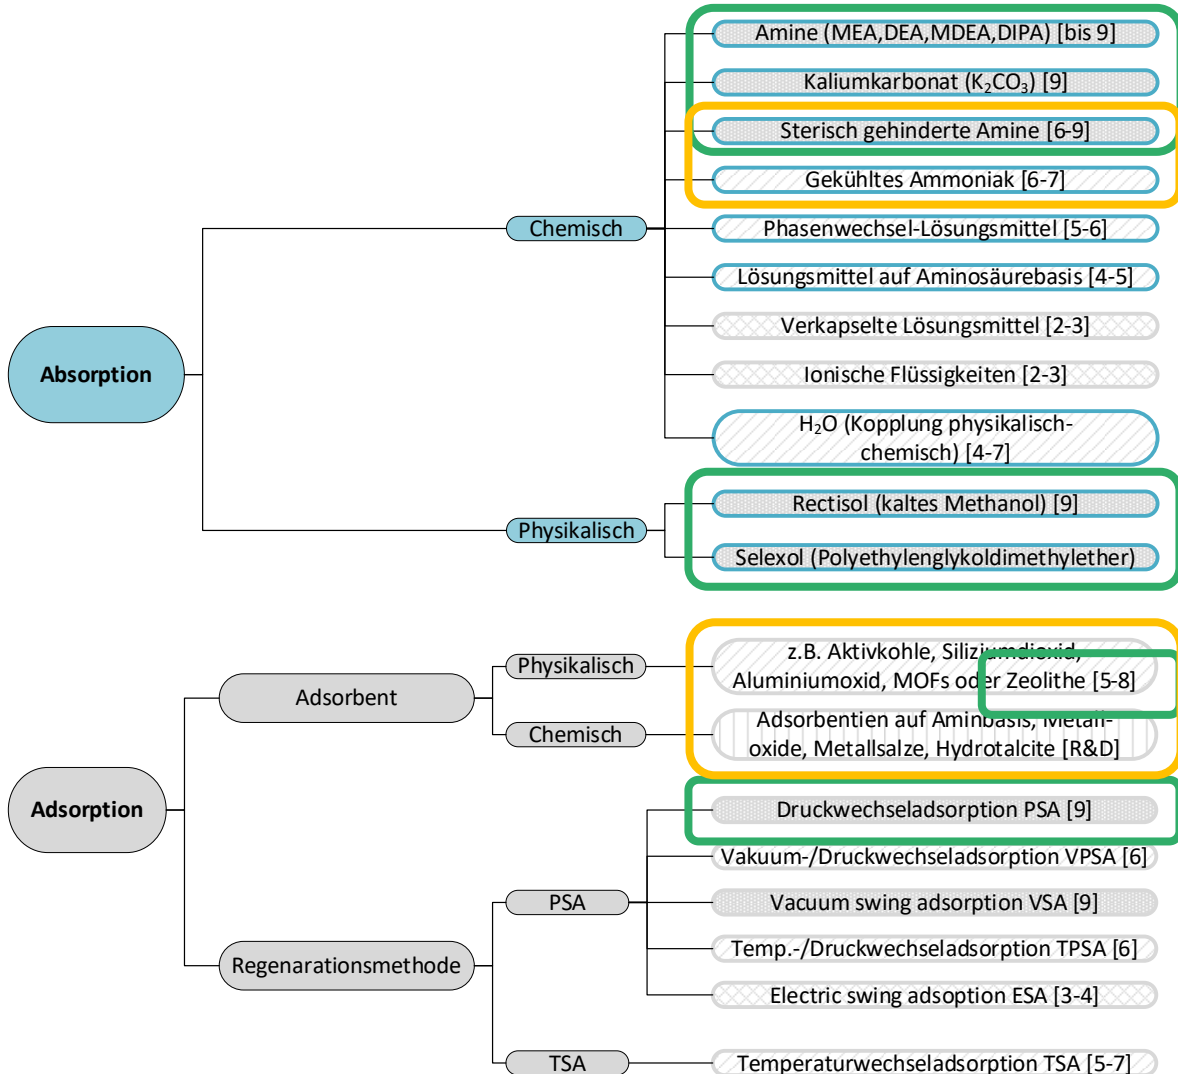 Amine (MEA,DEA,MDEA,DIPA) [bis 9]
Kaliumkarbonat (K₂CO₃) [9]
Sterisch gehinderte Amine [6-9]
Gekühltes Ammoniak [6-7]
Chemisch
Phasenwechsel-Lösungsmittel [5-6]
Lösungsmittel auf Aminosäurebasis [4-5]
Verkapselte Lösungsmittel [2-3]
Absorption
Ionische Flüssigkeiten [2-3]
H₂O (Kopplung physikalisch-
chemisch) [4-7]
Rectisol (kaltes Methanol) [9]
Physikalisch
Selexol (Polyethylenglykoldimethylether)
Physikalisch
z.B. Aktivkohle, Siliziumdioxid,
Aluminiumoxid, MOFs oder Zeolithe [5-8]
Adsorbent
Chemisch
Adsorbentien auf Aminbasis, Metall-
oxide, Metallsalze, Hydrotalcite [R&D]
Adsorption
Druckwechseladsorption PSA [9]
Vakuum-/Druckwechseladsorption VPSA [6]
PSA
Vacuum swing adsorption VSA [9]
Temp.-/Druckwechseladsorption TPSA [6]
Regenarationsmethode
Electric swing adsoption ESA [3-4]
TSA
Temperaturwechseladsorption TSA [5-7]